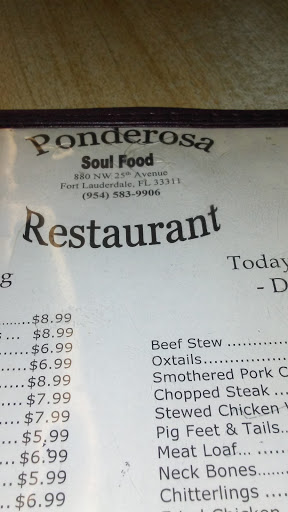 Ponderosa
Soul Food
880 NW 25th Avenue
Fort Lauderdale, FL 33311
(954) 583-9906
Restaurant
g
......$8.99
s ... $8.99
......$6.99
....$6.99
....$8.99
....$7.99
....$7.99
....$5.99
....$6.99
....$5.99
...$6.99
Today
- D
Beef Stew ..............
Oxtails..................
Smothered Pork C
Chopped Steak ...
Stewed Chicken
Pig Feet & Tails..
Meat Loaf... ....
Neck Bones.......
Chitterlings ....
Chicken